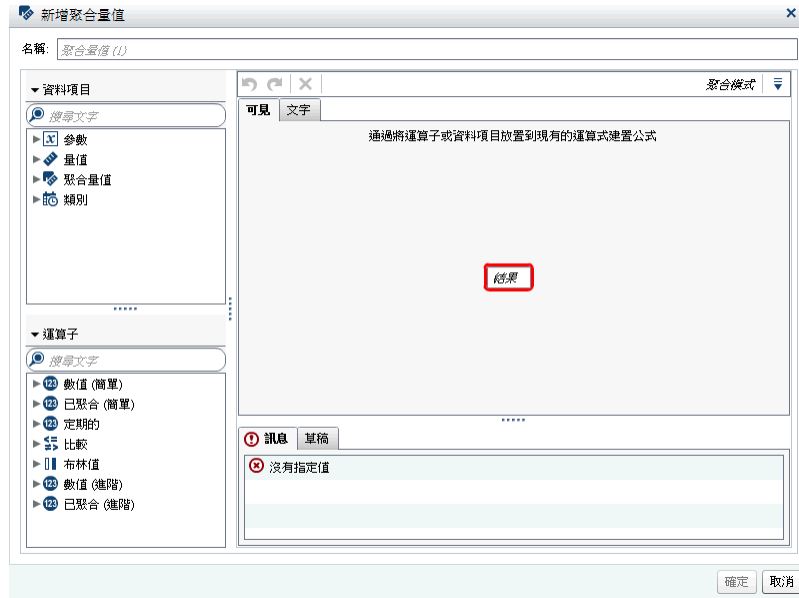 新增聚合量值
名稱: 聚合量值 (1)
資料項目
搜尋文字
參數
量值
聚合量值
類別
運算子
搜尋文字
數值 (簡單)
已聚合 (簡單)
定期的
比較
布林值
數值 (進階)
已聚合 (進階)
聚合模式
可見 文字
通過將運算子或資料項目放置到現有的運算式建置公式
結果
訊息 草稿
沒有指定值
確定 取消